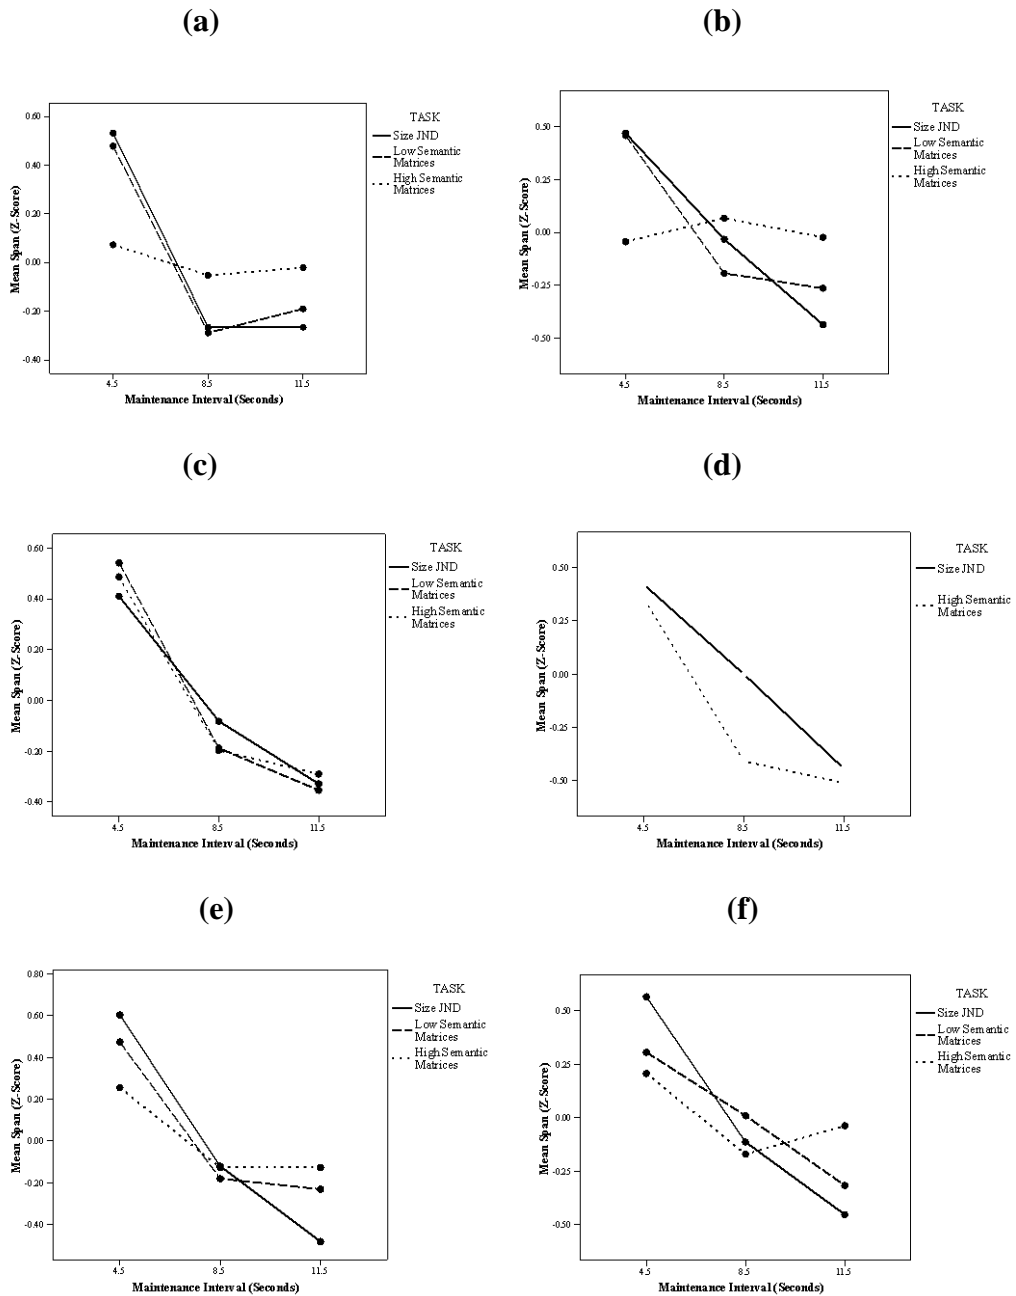 (a)
0.60
0.40
0.20
0.00
-0.20
-0.40
Mean Span (Z-Score)
4.5
8.5
11.5
Maintenance Interval (Seconds)
TASK
Size JND
Low Semantic
Matrices
High Semantic
Matrices
(b)
0.50
0.25
0.00
-0.25
-0.50
Mean Span (Z-Score)
4.5
8.5
11.5
Maintenance Interval (Seconds)
TASK
Size JND
Low Semantic
Matrices
High Semantic
Matrices
(c)
0.60
0.40
0.20
0.00
-0.20
-0.40
Mean Span (Z-Score)
4.5
8.5
11.5
Maintenance Interval (Seconds)
TASK
Size JND
Low Semantic
Matrices
High Semantic
Matrices
(d)
0.50
0.25
0.00
-0.25
-0.50
Mean Span (Z-Score)
4.5
8.5
11.5
Maintenance Interval (Seconds)
TASK
Size JND
High Semantic
Matrices
(e)
0.80
0.60
0.40
0.20
0.00
-0.20
-0.40
Mean Span (Z-Score)
4.5
8.5
11.5
Maintenance Interval (Seconds)
TASK
Size JND
Low Semantic
Matrices
High Semantic
Matrices
(f)
0.50
0.25
0.00
-0.25
-0.50
Mean Span (Z-Score)
4.5
8.5
11.5
Maintenance Interval (Seconds)
TASK
Size JND
Low Semantic
Matrices
High Semantic
Matrices